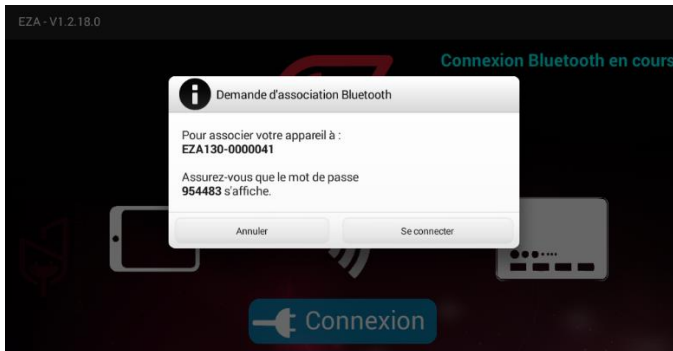 EZA - V1.2.18.0
Connexion Bluetooth en cours
Demande d'association Bluetooth
Pour associer votre appareil à :
EZA130-0000041
Assurez-vous que le mot de passe
954483 s'affiche.
Annuler
Se connecter
Connexion